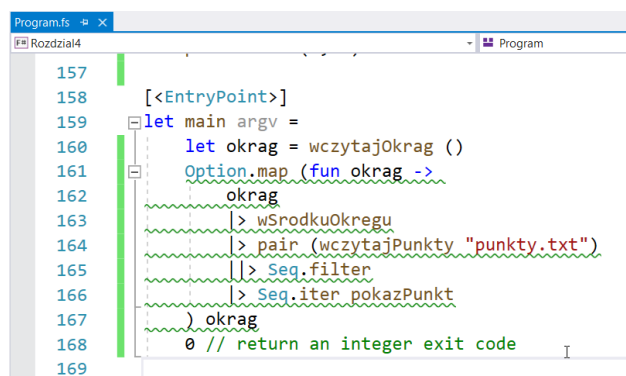 Program.fs
Rozdzial4 Program
157
158 [<EntryPoint>]
159 let main argv =
160 let okrag = wczytajOkrag ()
161 Option.map (fun okrag ->
162 okrag
163 |> wSrodkuOkregu
164 |> pair (wczytajPunkty "punkty.txt")
165 ||> Seq.filter
166 |> Seq.iter pokazPunkt
167 ) okrag
168 0 // return an integer exit code
169